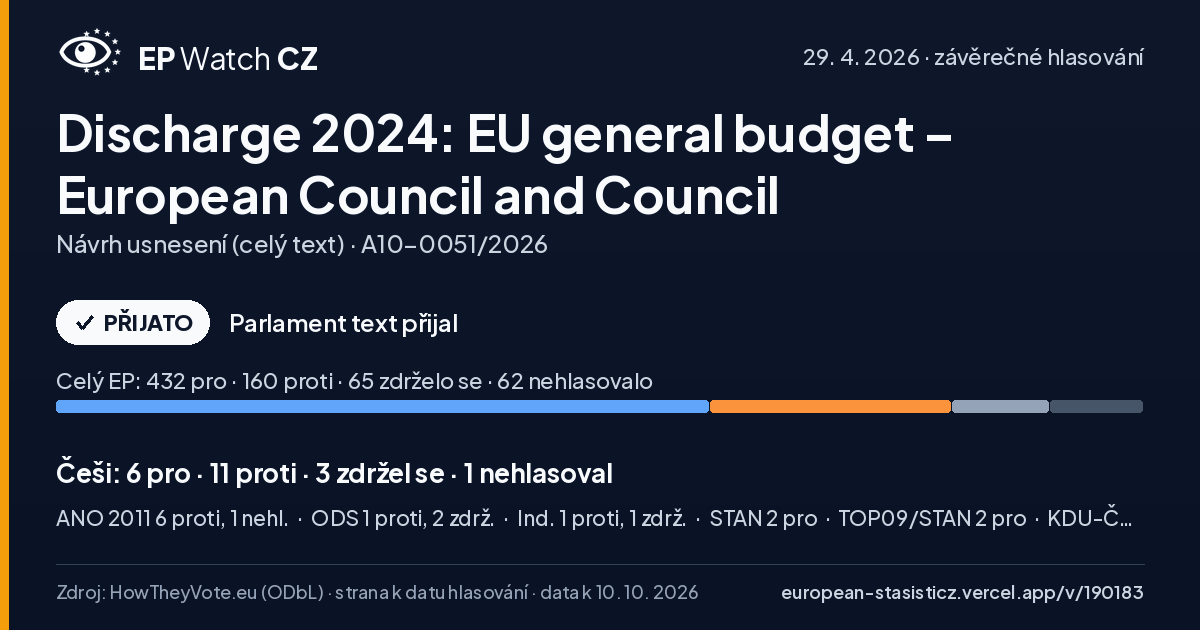 EP Watch CZ
29. 4. 2026 · závěrečné hlasování
Discharge 2024: EU general budget –
European Council and Council
Návrh usnesení (celý text) · A10-0051/2026
✓ PŘIJATO
Parlament text přijal
Celý EP: 432 pro · 160 proti · 65 zdrželo se · 62 nehlasovalo
Češi: 6 pro · 11 proti · 3 zdržel se · 1 nehlasoval
ANO 2011 6 proti, 1 nehl. · ODS 1 proti, 2 zdrž. · Ind. 1 proti, 1 zdrž. · STAN 2 pro · TOP09/STAN 2 pro · KDU-Č…
Zdroj: HowTheyVote.eu (ODbL) · strana k datu hlasování · data k 10. 10. 2026
european-stasisticz.vercel.app/v/190183